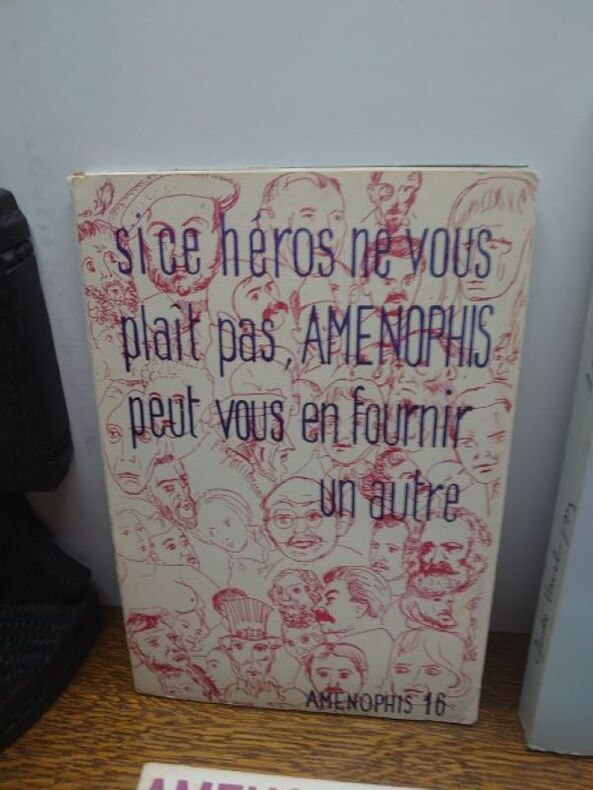 si ce héros ne vous
plaît pas, AMENOPHIS
peut vous en fournir
un autre
AMENOPHIS 16